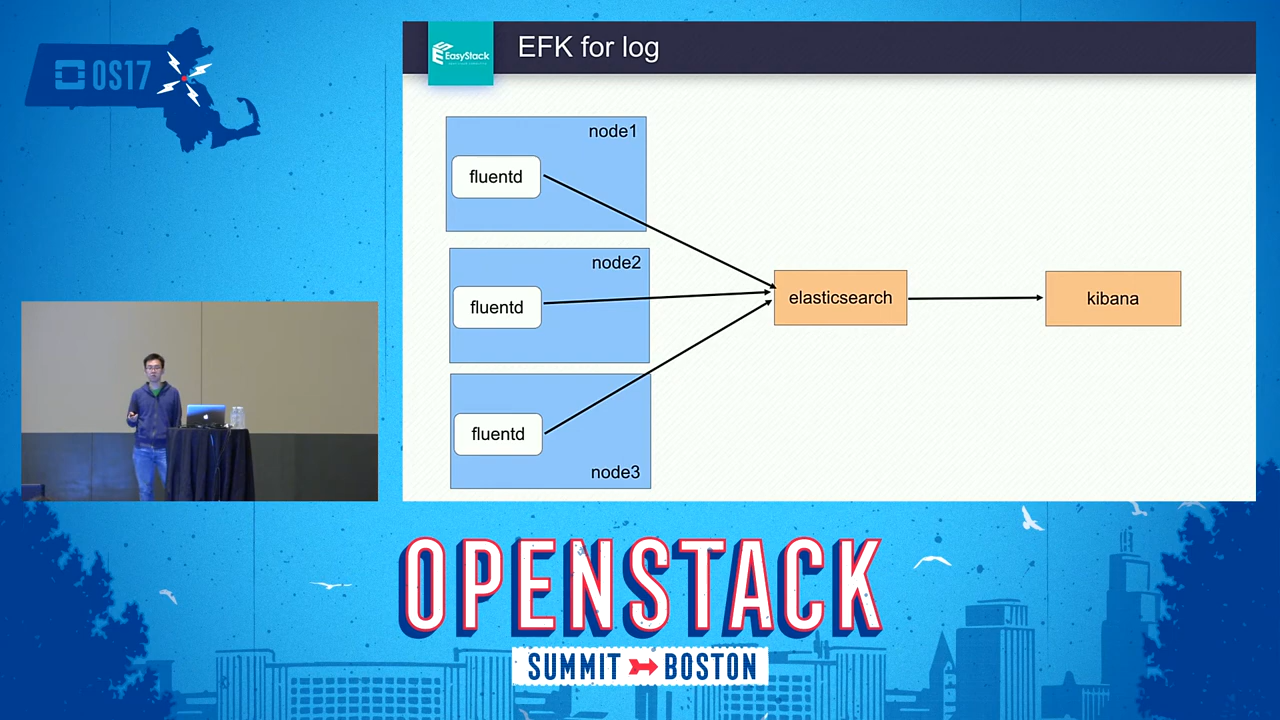 OS17
EasyStack
EFK for log
node1
fluentd
node2
fluentd
elasticsearch
kibana
fluentd
node3
OPENSTACK
SUMMIT BOSTON